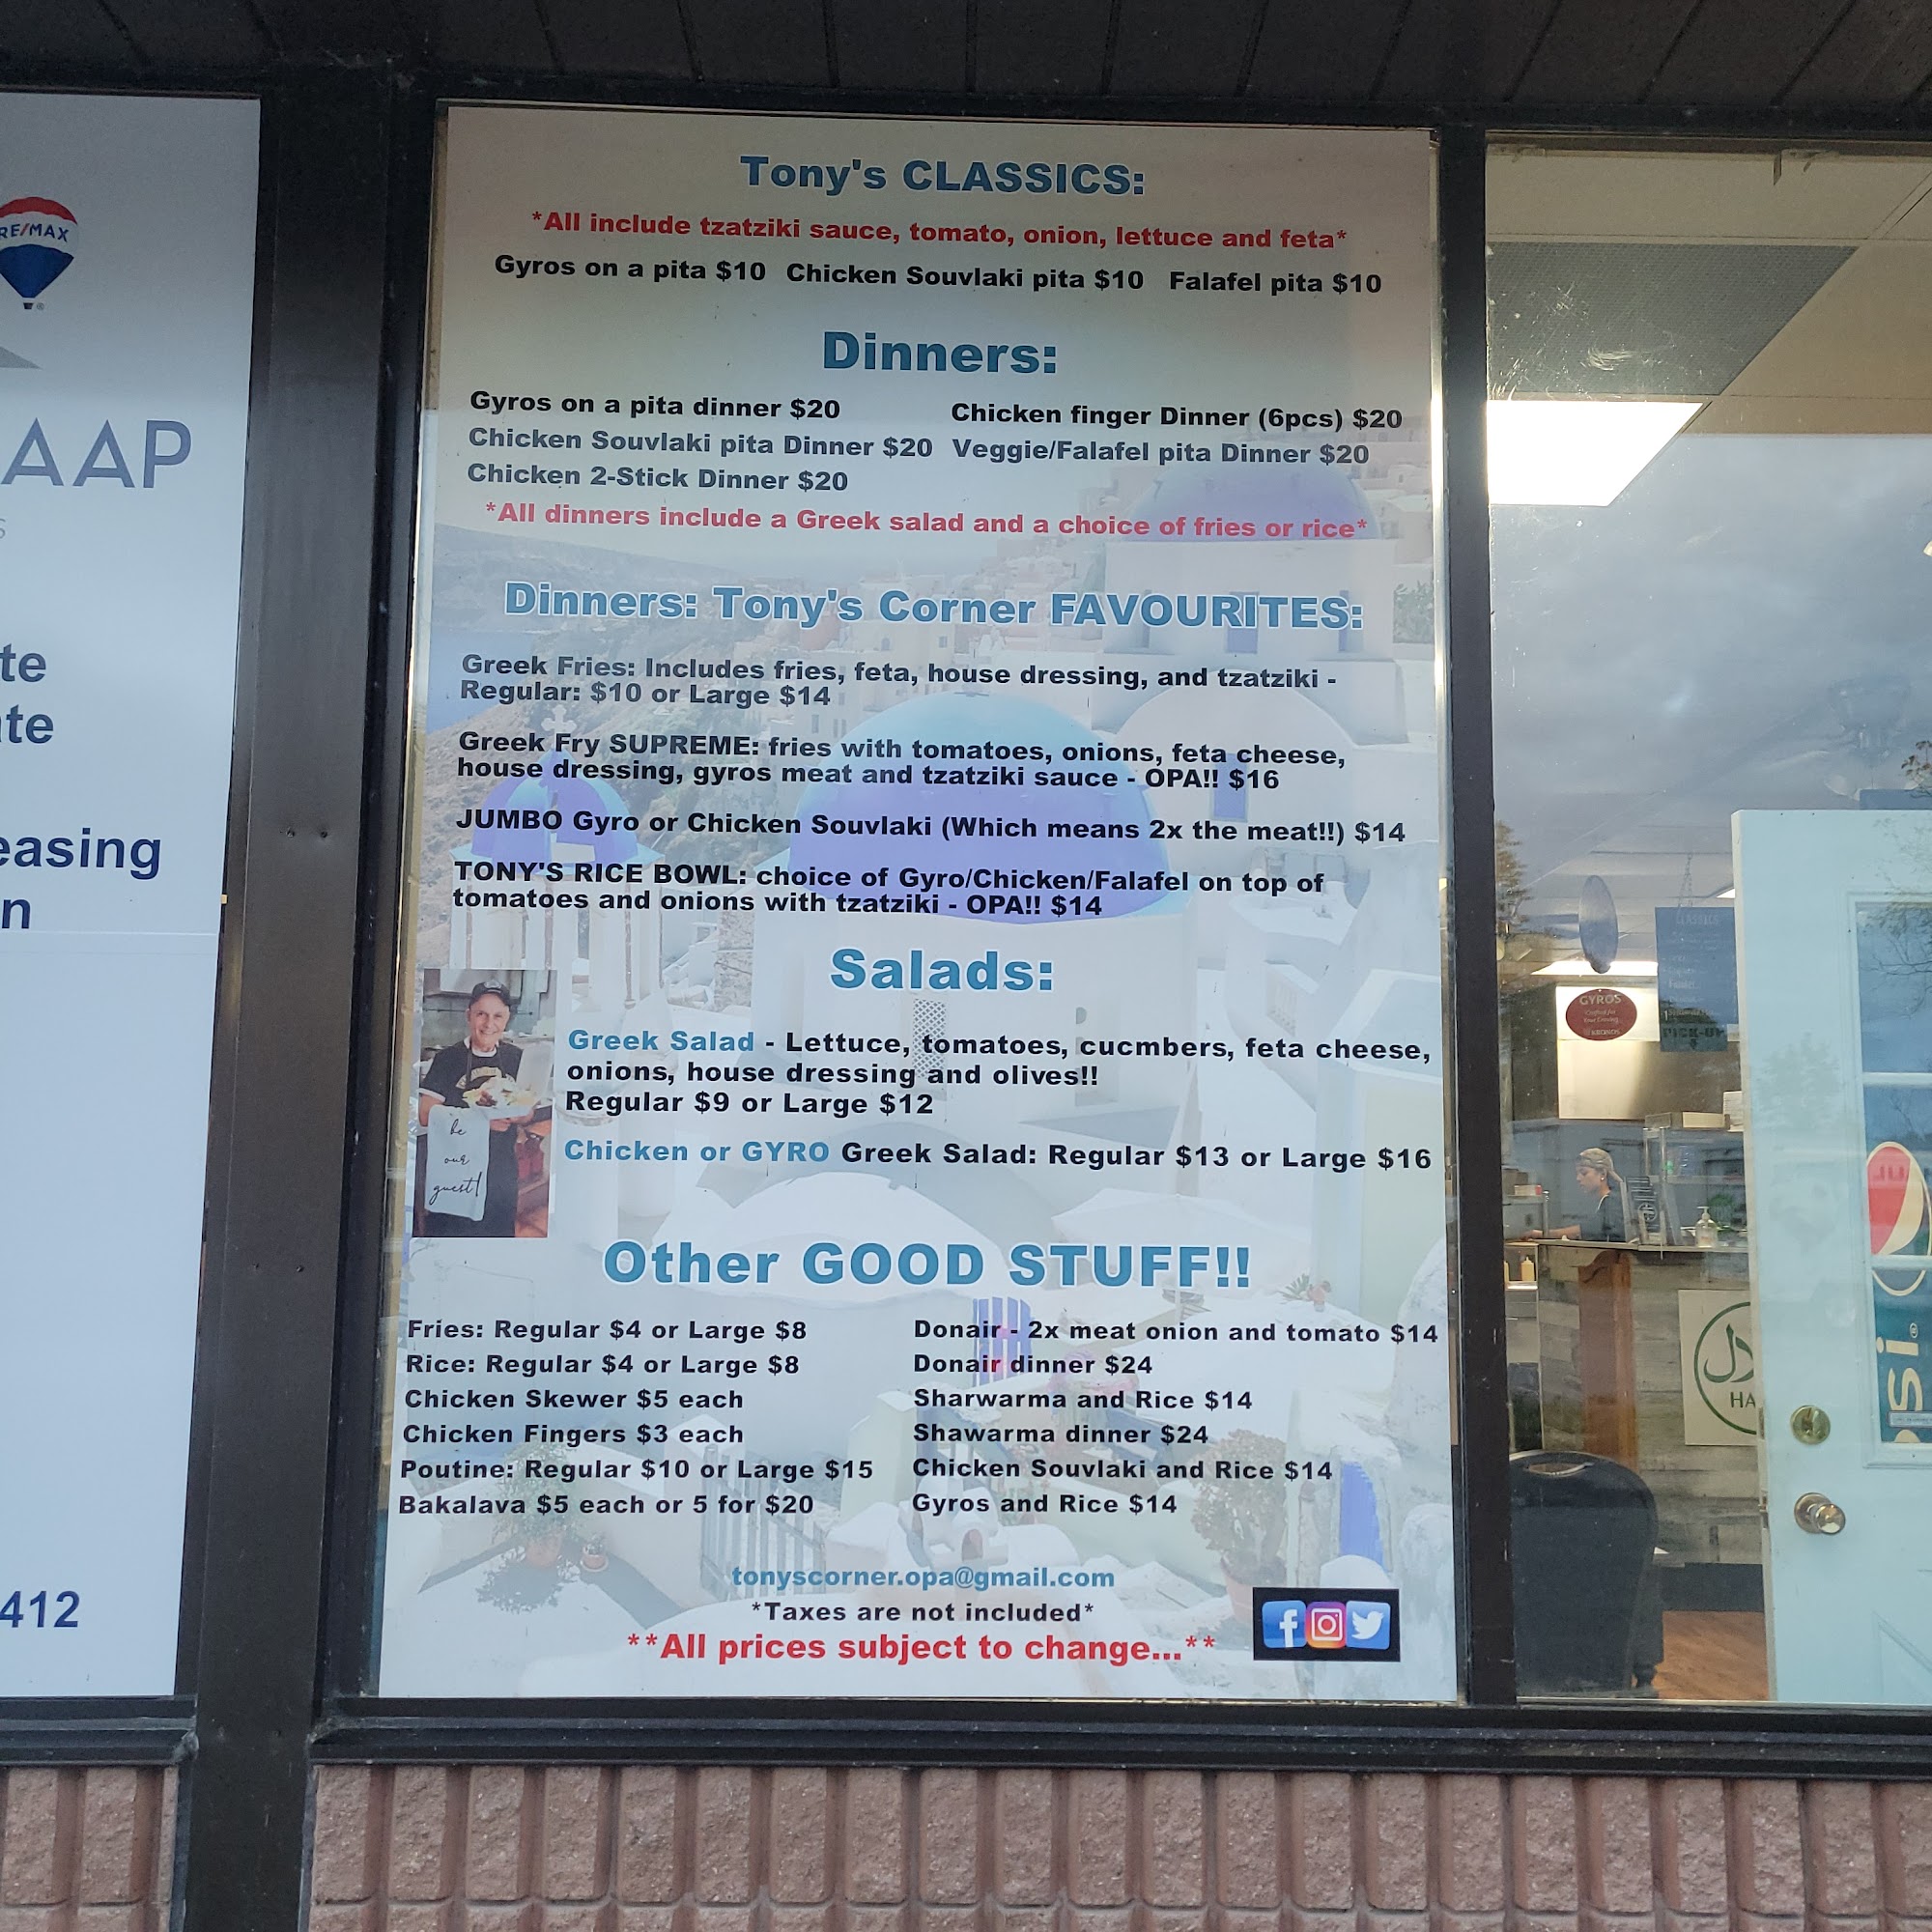 RE/MAX
AAP
S
te
te
easing
n
412
Tony's CLASSICS:
*All include tzatziki sauce, tomato, onion, lettuce and feta*
Gyros on a pita $10 Chicken Souvlaki pita $10 Falafel pita $10
Dinners:
Gyros on a pita dinner $20 Chicken finger Dinner (6pcs) $20
Chicken Souvlaki pita Dinner $20 Veggie/Falafel pita Dinner $20
Chicken 2-Stick Dinner $20
*All dinners include a Greek salad and a choice of fries or rice*
Dinners: Tony's Corner FAVOURITES:
Greek Fries: Includes fries, feta, house dressing, and tzatziki -
Regular: $10 or Large $14
Greek Fry SUPREME: fries with tomatoes, onions, feta cheese,
house dressing, gyros meat and tzatziki sauce - OPA!! $16
JUMBO Gyro or Chicken Souvlaki (Which means 2x the meat!!) $14
TONY'S RICE BOWL: choice of Gyro/Chicken/Falafel on top of
tomatoes and onions with tzatziki - OPA!! $14
Salads:
be
our
guest!
Greek Salad - Lettuce, tomatoes, cucmbers, feta cheese,
onions, house dressing and olives!!
Regular $9 or Large $12
Chicken or GYRO Greek Salad: Regular $13 or Large $16
Other GOOD STUFF!!
Fries: Regular $4 or Large $8
Rice: Regular $4 or Large $8
Chicken Skewer $5 each
Chicken Fingers $3 each
Poutine: Regular $10 or Large $15
Bakalava $5 each or 5 for $20
Donair - 2x meat onion and tomato $14
Donair dinner $24
Sharwarma and Rice $14
Shawarma dinner $24
Chicken Souvlaki and Rice $14
Gyros and Rice $14
tonyscorner.opa@gmail.com
*Taxes are not included*
**All prices subject to change...**
CLASSICS
GYROS
KRONOS
PICK-UP
حلال
HA
si